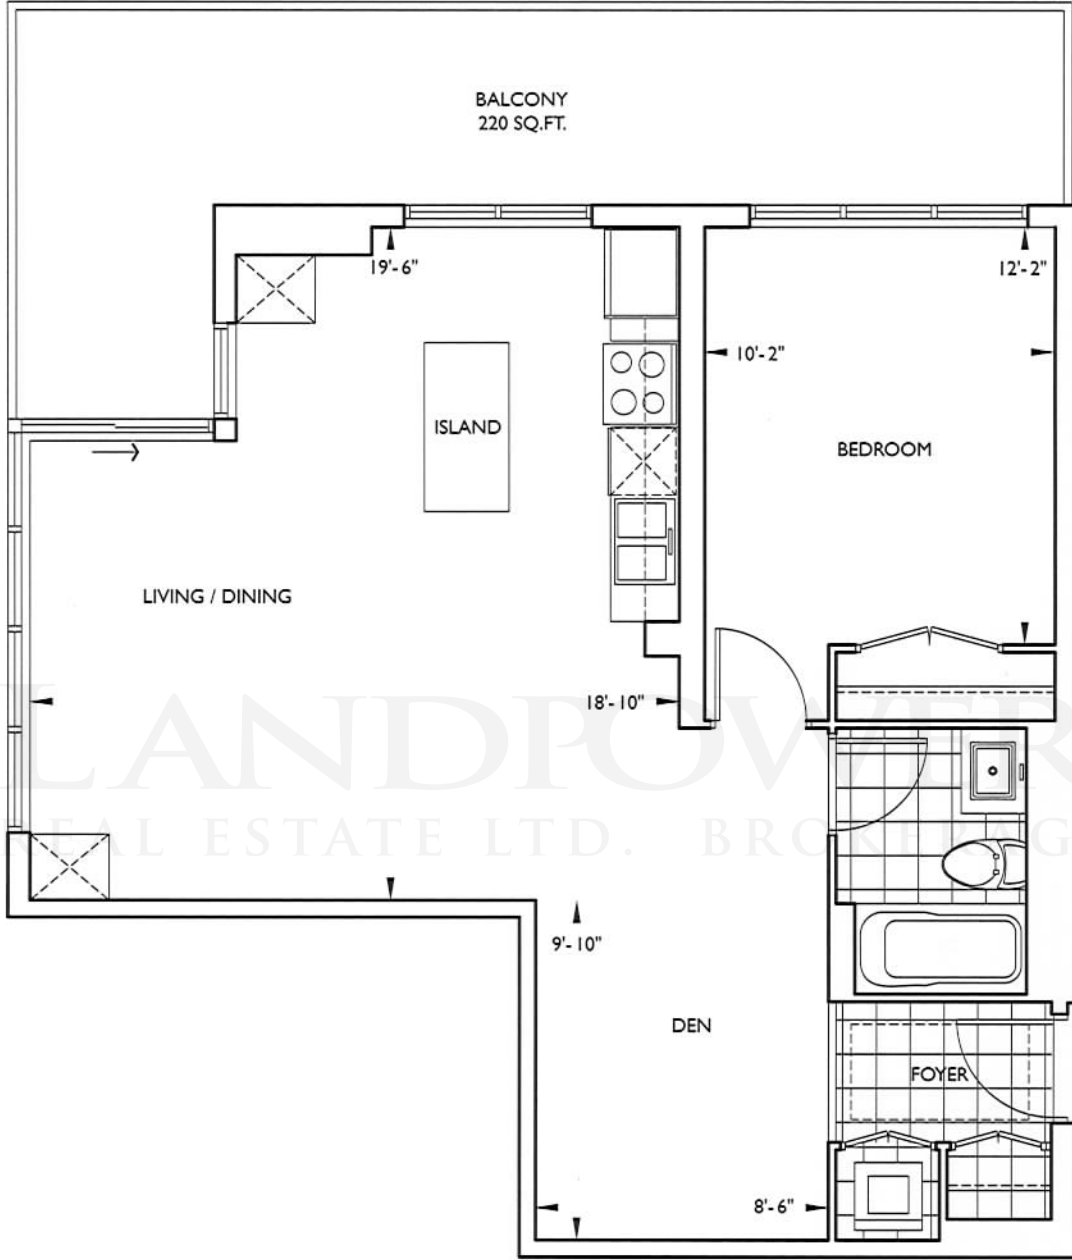 BALCONY
220 SQ.FT.
19'-6"
12'-2"
10'-2"
ISLAND
BEDROOM
LIVING / DINING
18'-10"
LANDPOWER
REAL ESTATE LTD. BROKERAG
9'-10"
DEN
FOYER
8'-6"